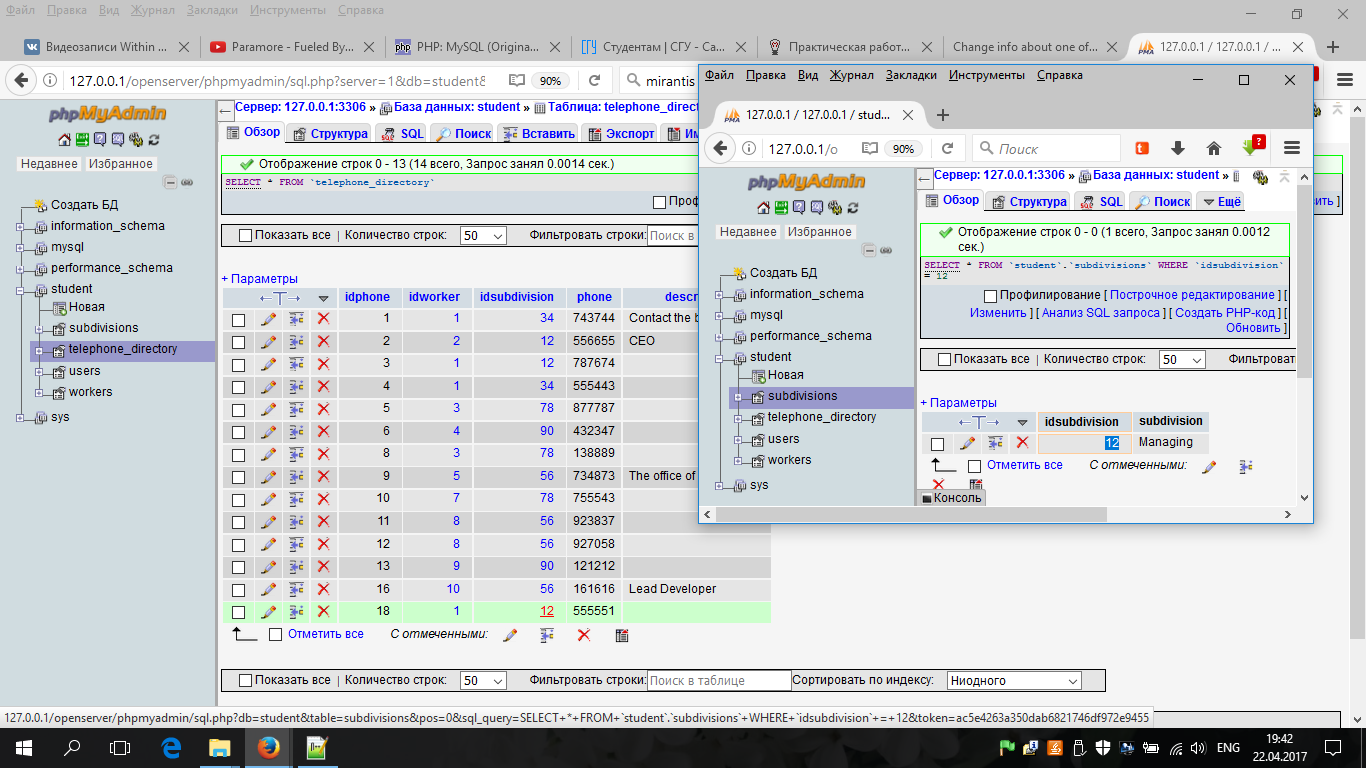 Файл Правка Вид Журнал Закладки Инструменты Справка
Видеозаписи Within ... Paramore - Fueled By... PHP: MySQL (Origina... Студентам | СГУ - Са... Практическая работ... Change info about one of... 127.0.0.1 / 127.0.0.1 / ...
127.0.0.1/openserver/phpmyadmin/sql.php?server=1&db=student& 90% mirantis
phpMyAdmin
Недавнее Избранное
Создать БД
information_schema
mysql
performance_schema
student
Новая
subdivisions
telephone_directory
users
workers
sys
Сервер: 127.0.0.1:3306 » База данных: student » Таблица: telephone_direct
Обзор Структура SQL Поиск Вставить Экспорт Им
Отображение строк 0 - 13 (14 всего, Запрос занял 0.0014 сек.)
SELECT * FROM `telephone_directory`
Проф
вить ]
Показать все | Количество строк: 50 Фильтровать строки: Поиск в
+ Параметры
←T→ idphone idworker idsubdivision phone descr
1 1 34 743744 Contact the b
2 2 12 556655 CEO
3 1 12 787674
4 1 34 555443
5 3 78 877787
6 4 90 432347
8 3 78 138889
9 5 56 734873 The office of
10 7 78 755543
11 8 56 923837
12 8 56 927058
13 9 90 121212
16 10 56 161616 Lead Developer
18 1 12 555551
Отметить все С отмеченными:
Показать все | Количество строк: 50 Фильтровать строки: Поиск в таблице Сортировать по индексу: Ниодного
127.0.0.1/openserver/phpmyadmin/sql.php?db=student&table=subdivisions&pos=0&sql_query=SELECT+*+FROM+`student`.`subdivisions`+WHERE+`idsubdivision`+=+12&token=ac5e4263a350dab6821746df972e9455
Файл Правка Вид Журнал Закладки Инструменты Справка
127.0.0.1 / 127.0.0.1 / stud...
127.0.0.1/o 90% Поиск
phpMyAdmin
Недавнее Избранное
Создать БД
information_schema
mysql
performance_schema
student
Новая
subdivisions
telephone_directory
users
workers
sys
Сервер: 127.0.0.1:3306 » База данных: student »
Обзор Структура SQL Поиск Ещё
Отображение строк 0 - 0 (1 всего, Запрос занял 0.0012
сек.)
SELECT * FROM `student`.`subdivisions` WHERE `idsubdivision`
= 12
Профилирование [ Построчное редактирование ] [
Изменить ] [ Анализ SQL запроса ] [ Создать PHP-код ] [
Обновить ]
Показать все | Количество строк: 50 Фильтроват
+ Параметры
←T→ idsubdivision subdivision
12 Managing
Отметить все С отмеченными:
Консоль
ENG
19:42
22.04.2017